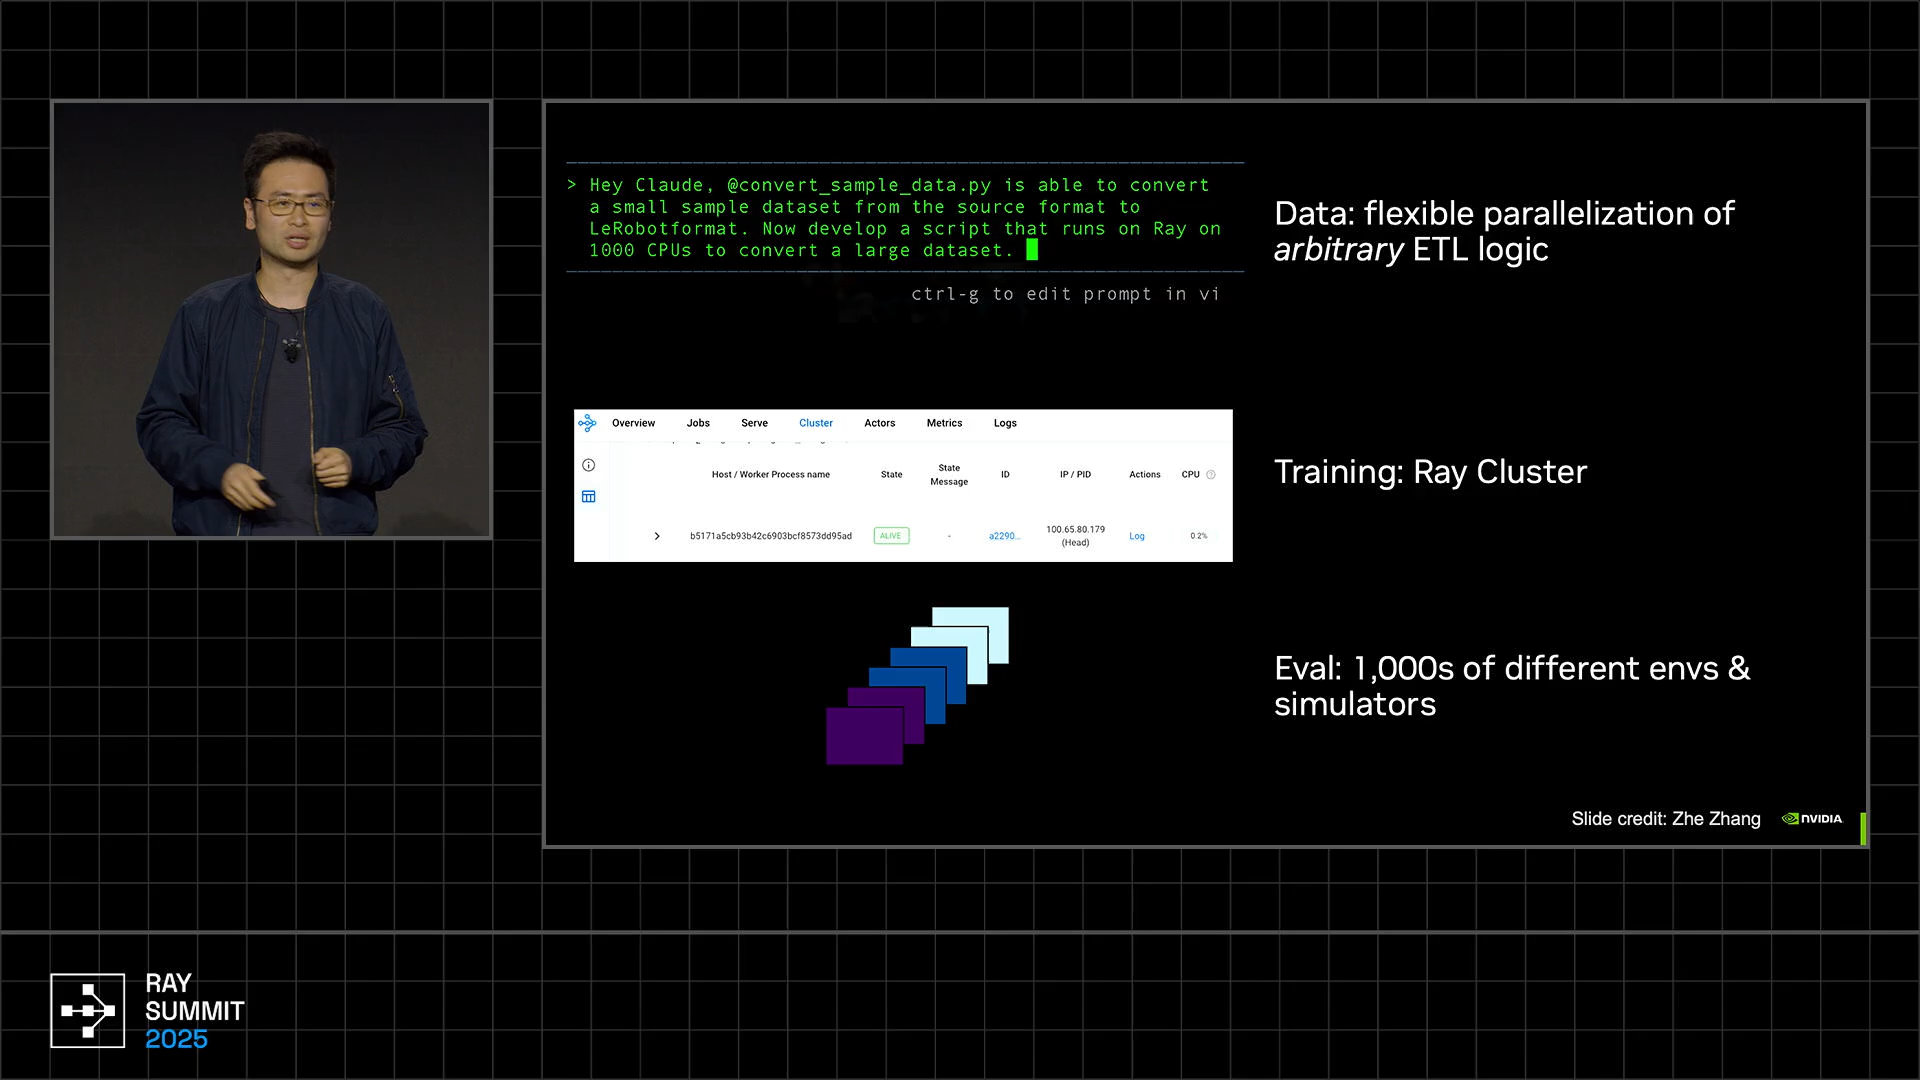 > Hey Claude, @convert_sample_data.py is able to convert
a small sample dataset from the source format to
LeRobotformat. Now develop a script that runs on Ray on
1000 CPUs to convert a large dataset.
ctrl-g to edit prompt in vi
Data: flexible parallelization of
arbitrary ETL logic
Overview Jobs Serve Cluster Actors Metrics Logs
Host / Worker Process name State State Message ID IP / PID Actions CPU
b5171a5cb93b42c6903bcf8573dd95ad ALIVE - a2290... 100.65.80.179 (Head) Log 0.2%
Training: Ray Cluster
Eval: 1,000s of different envs &
simulators
Slide credit: Zhe Zhang NVIDIA
RAY
SUMMIT
2025